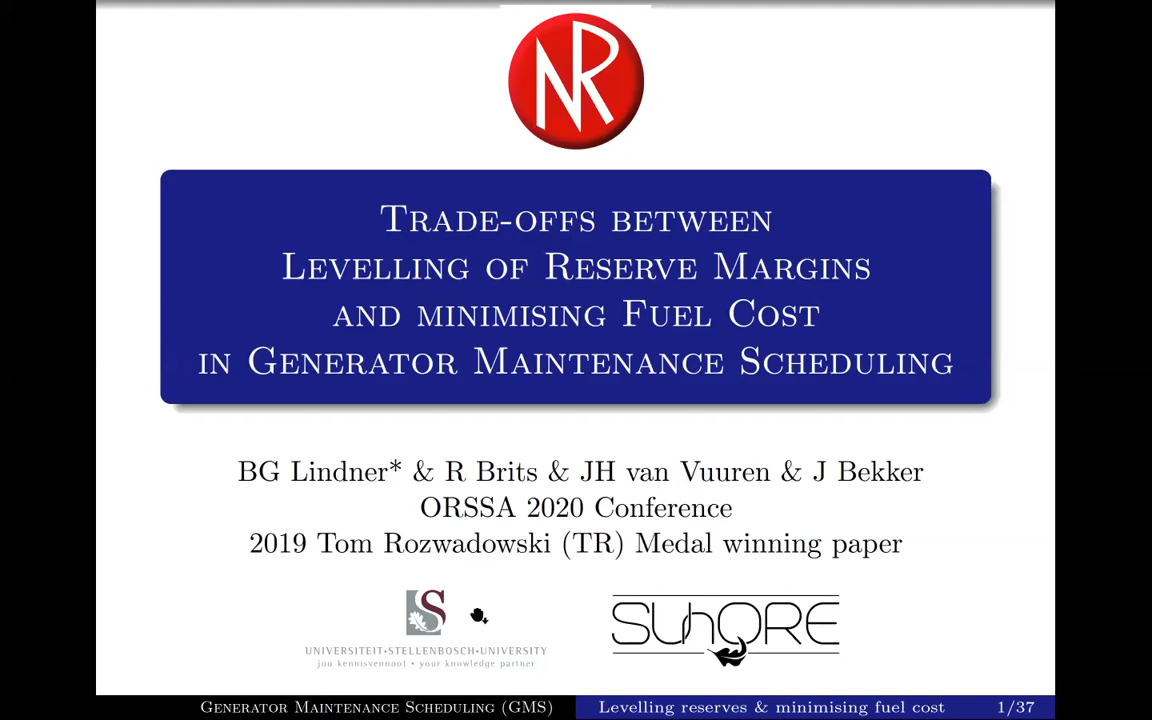 NR
Trade-offs between
Levelling of Reserve Margins
and minimising Fuel Cost
in Generator Maintenance Scheduling
BG Lindner* & R Brits & JH van Vuuren & J Bekker
ORSSA 2020 Conference
2019 Tom Rozwadowski (TR) Medal winning paper
S
UNIVERSITEIT•STELLENBOSCH•UNIVERSITY
jou kennisvennoot • your knowledge partner
SUnORE
Generator Maintenance Scheduling (GMS) Levelling reserves & minimising fuel cost 1/37